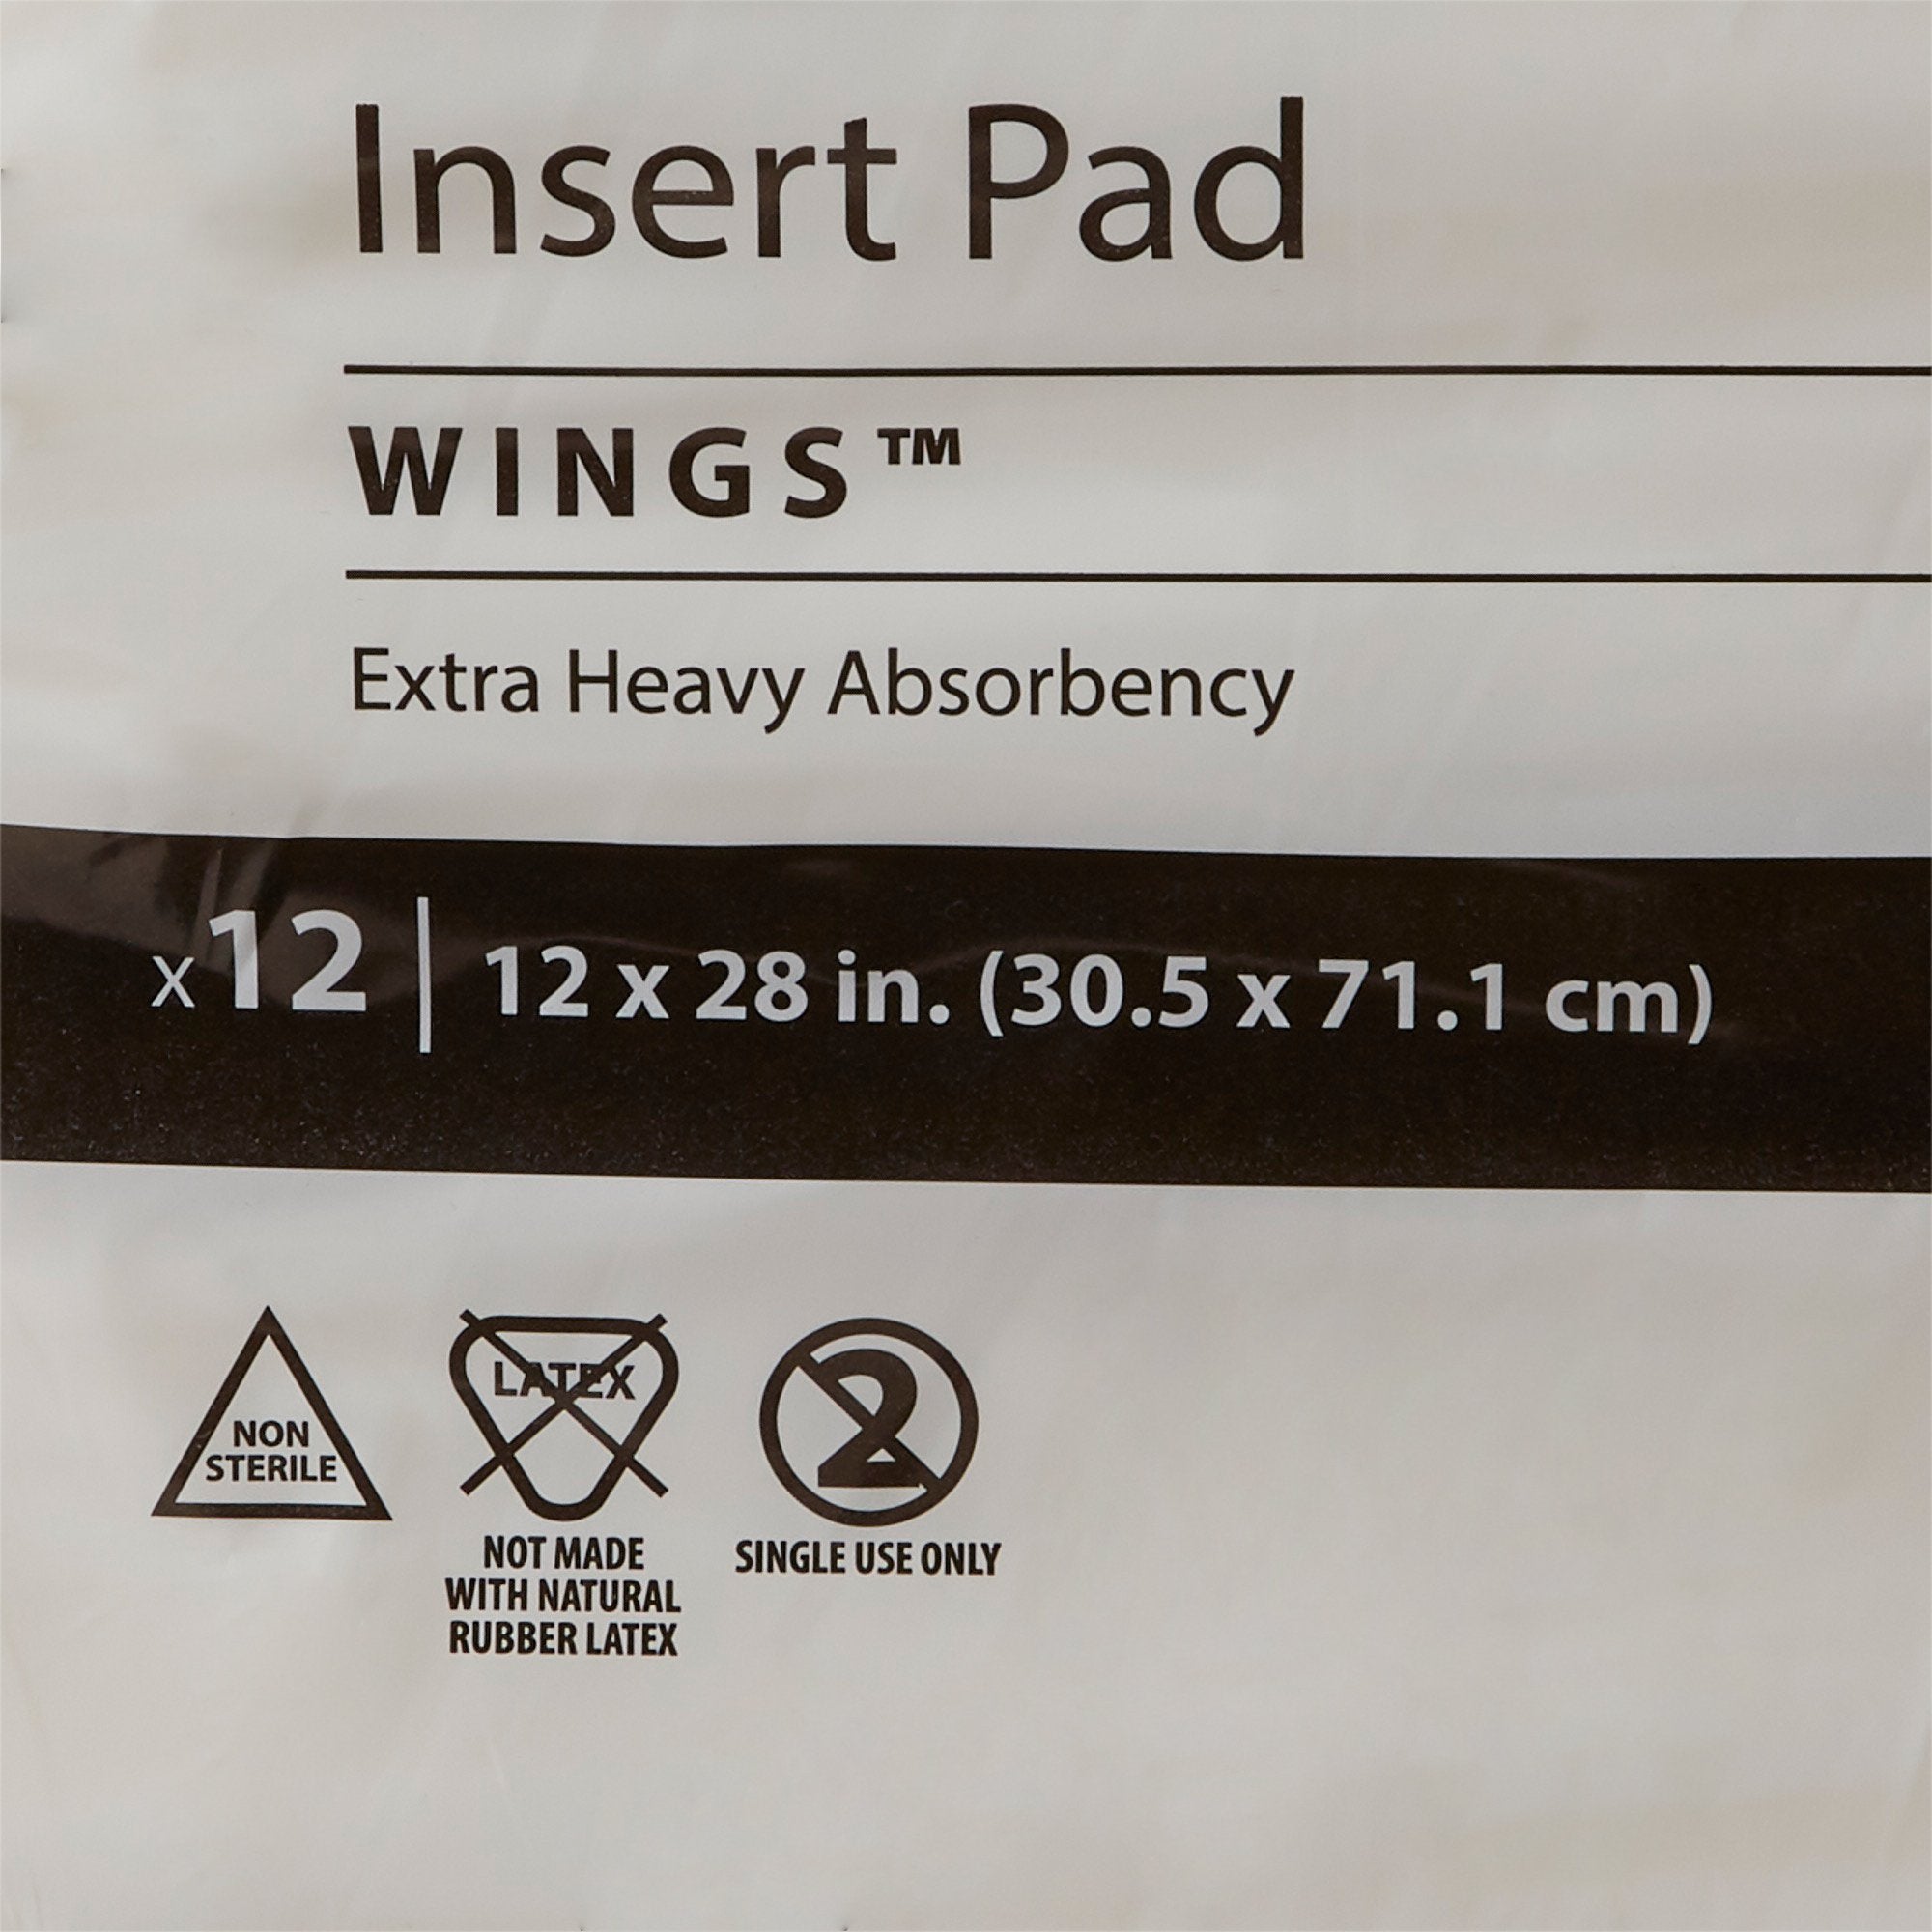 Insert Pad
WINGS™
Extra Heavy Absorbency
x12 | 12 x 28 in. (30.5 x 71.1 cm)
NON
STERILE
LATEX
NOT MADE
WITH NATURAL
RUBBER LATEX
2
SINGLE USE ONLY